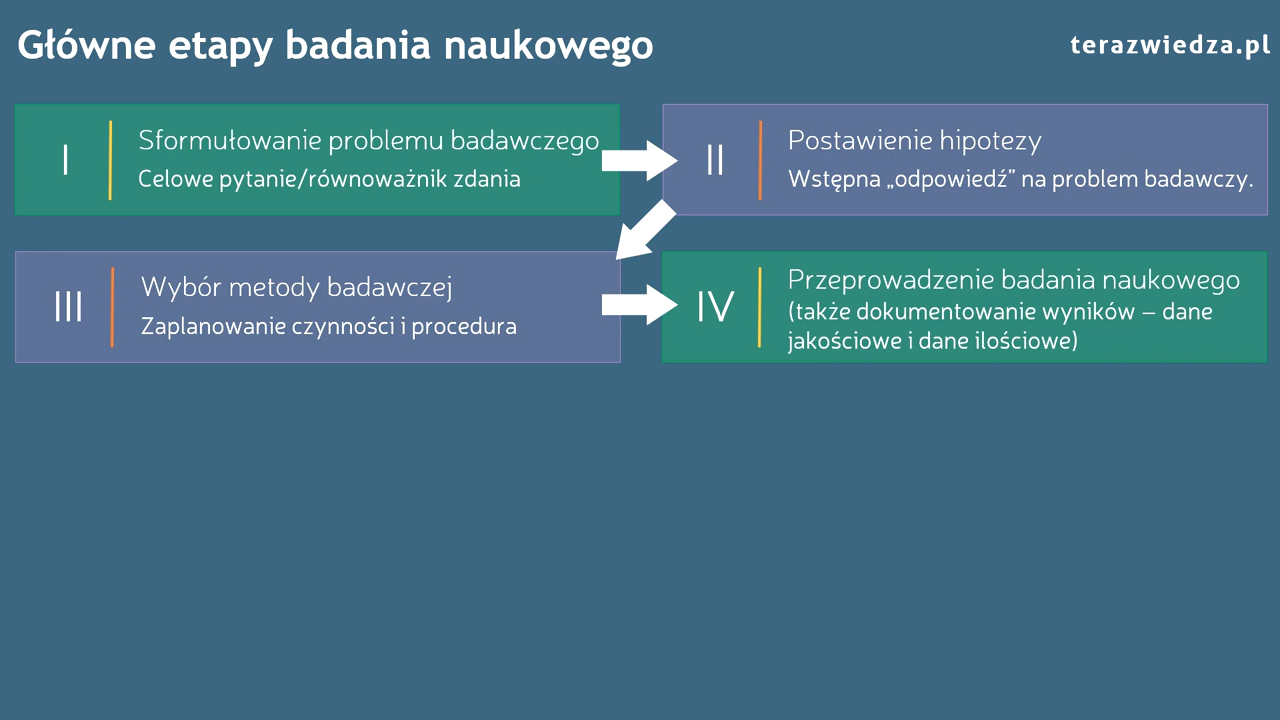 Główne etapy badania naukowego
terazwiedza.pl
I
Sformułowanie problemu badawczego
Celowe pytanie/równoważnik zdania
II
Postawienie hipotezy
Wstępna „odpowiedź” na problem badawczy.
III
Wybór metody badawczej
Zaplanowanie czynności i procedura
IV
Przeprowadzenie badania naukowego
(także dokumentowanie wyników – dane
jakościowe i dane ilościowe)